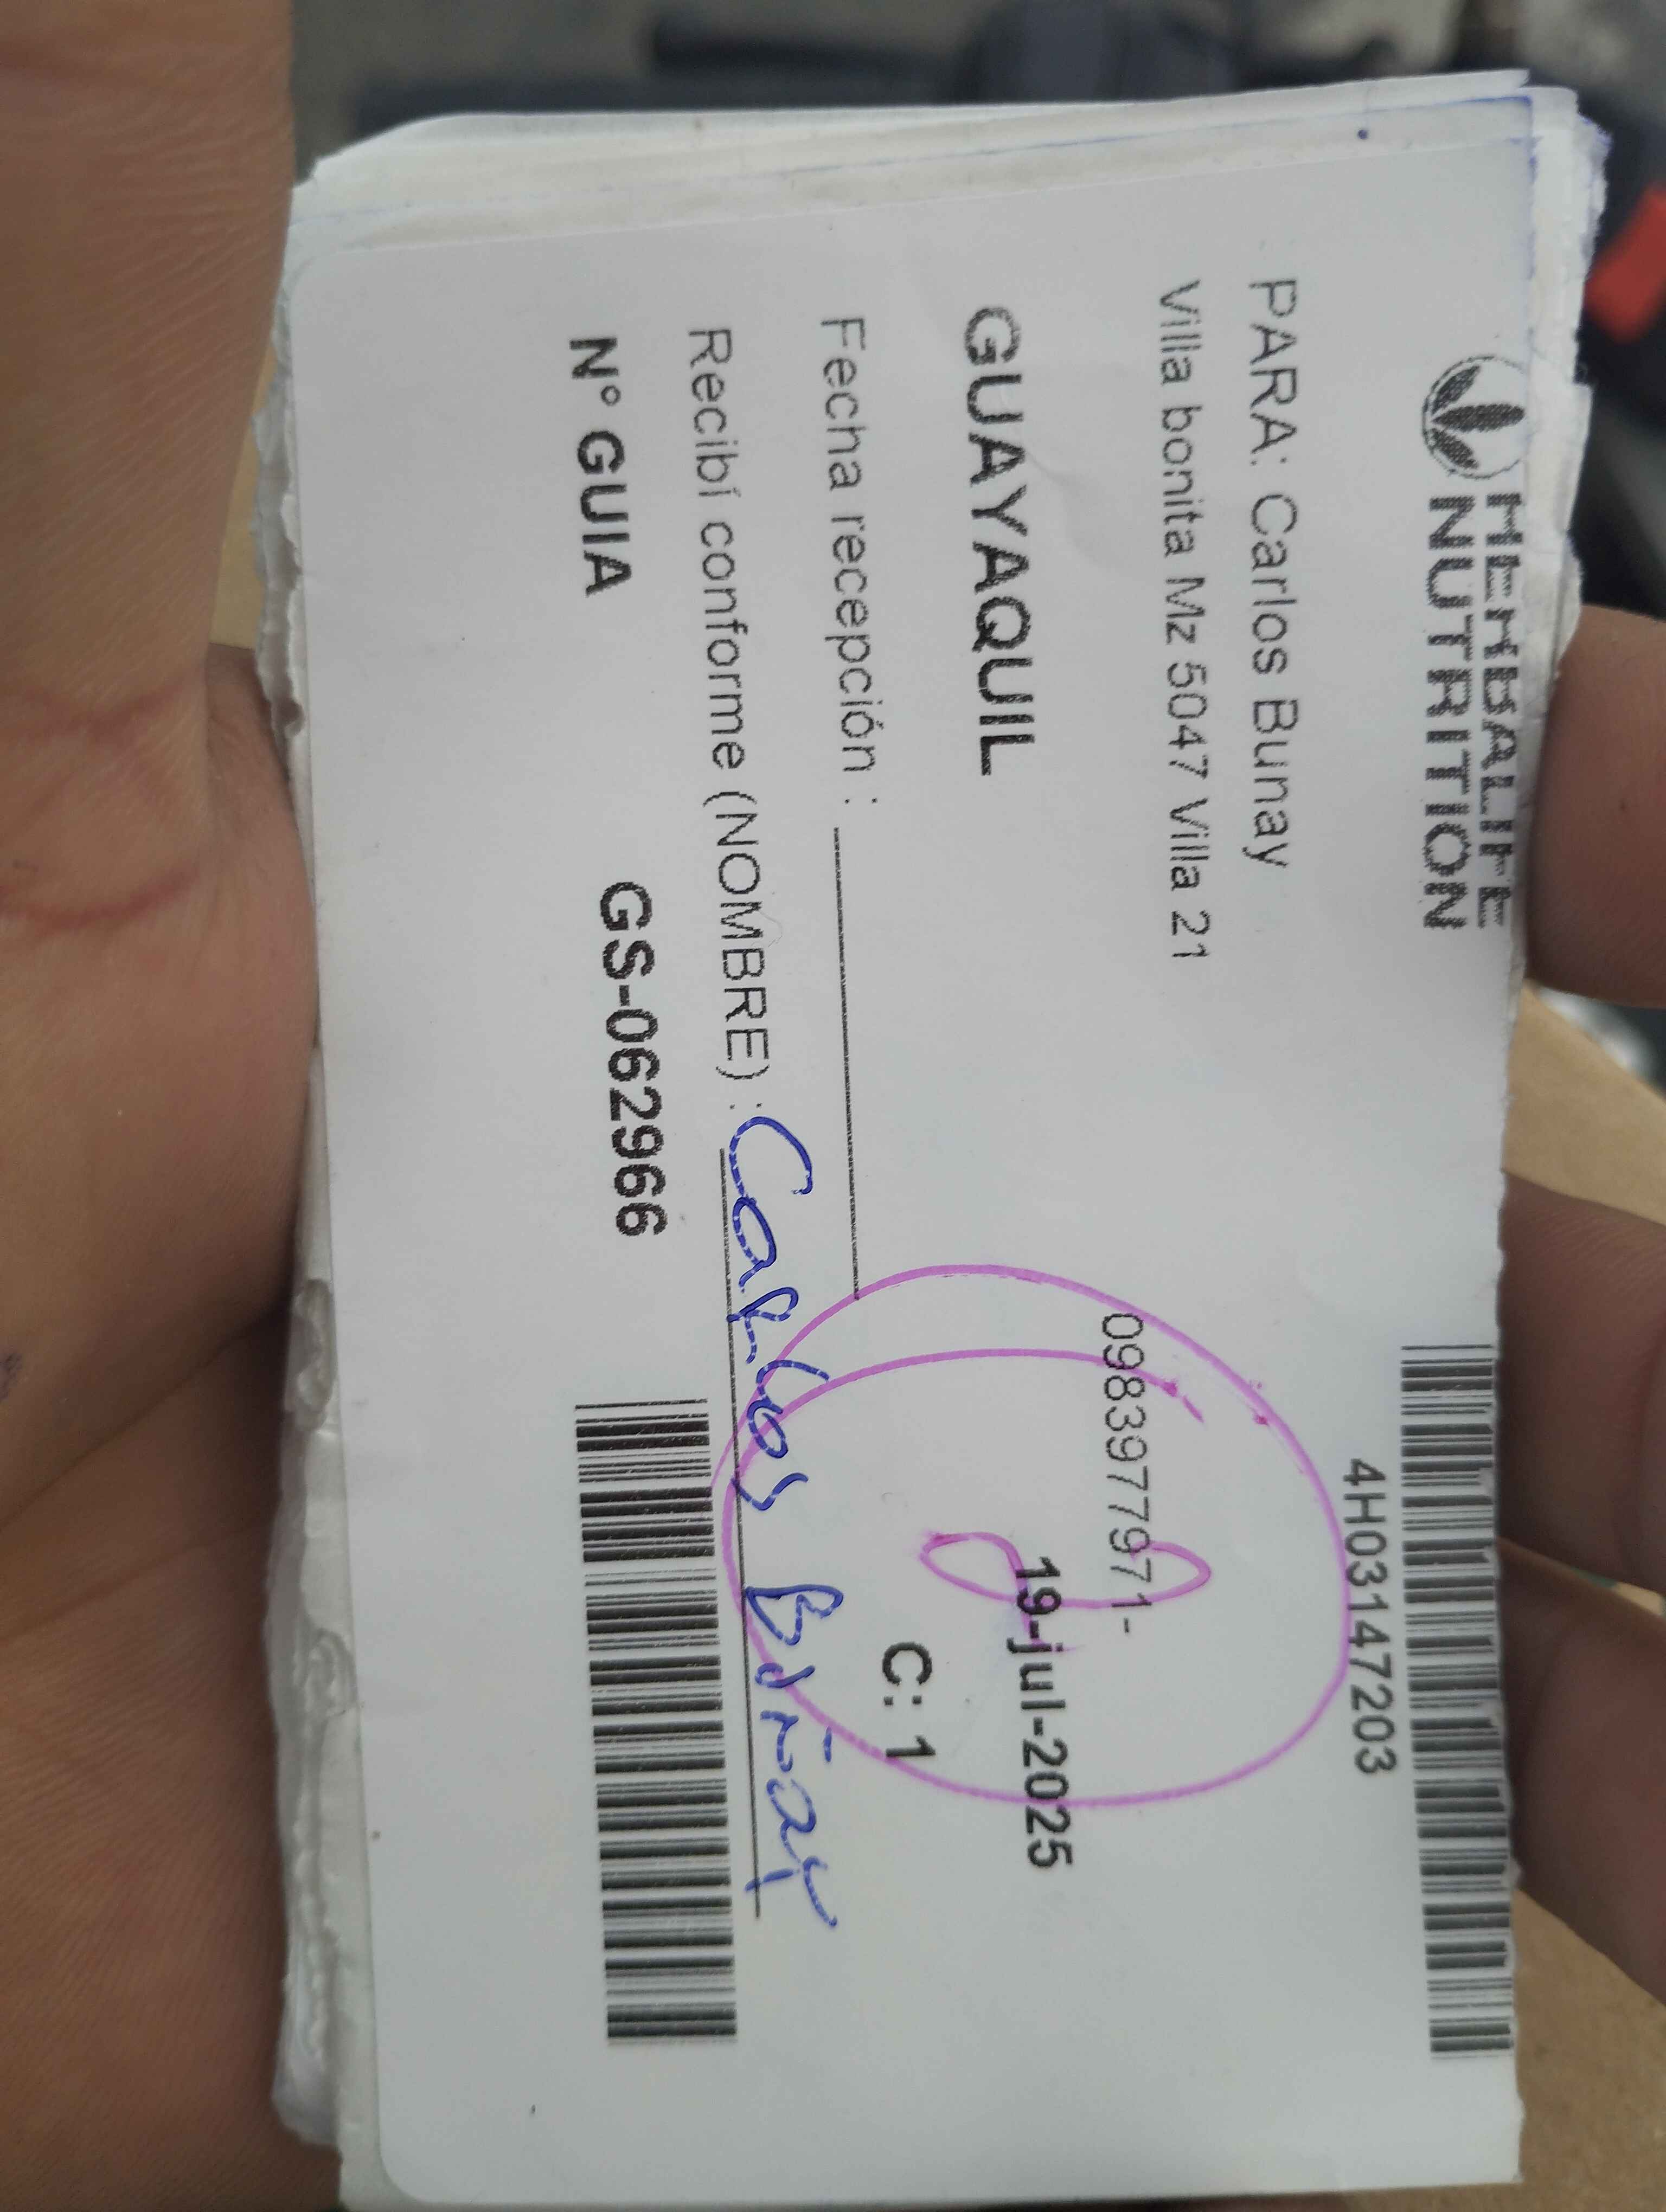 HERBALIFE
NUTRITION
4H03147203
PARA: Carlos Bunay
Villa bonita Mz 5047 Villa 21
0983977971-
GUAYAQUIL
19-jul-2025
C: 1
Fecha recepción :
Recibí conforme (NOMBRE) : Carlos Buñay
N° GUIA GS-062966